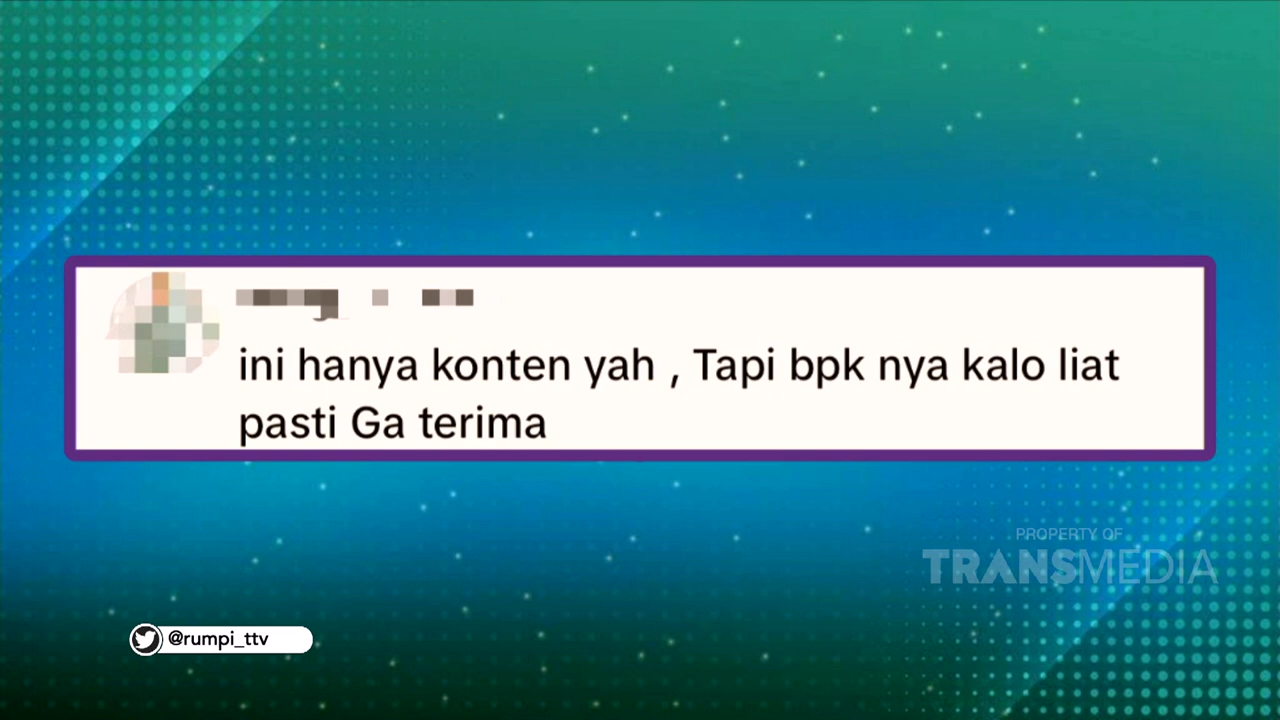 ini hanya konten yah , Tapi bpk nya kalo liat
pasti Ga terima
PROPERTY OF
TRANSMEDIA
@rumpi_ttv